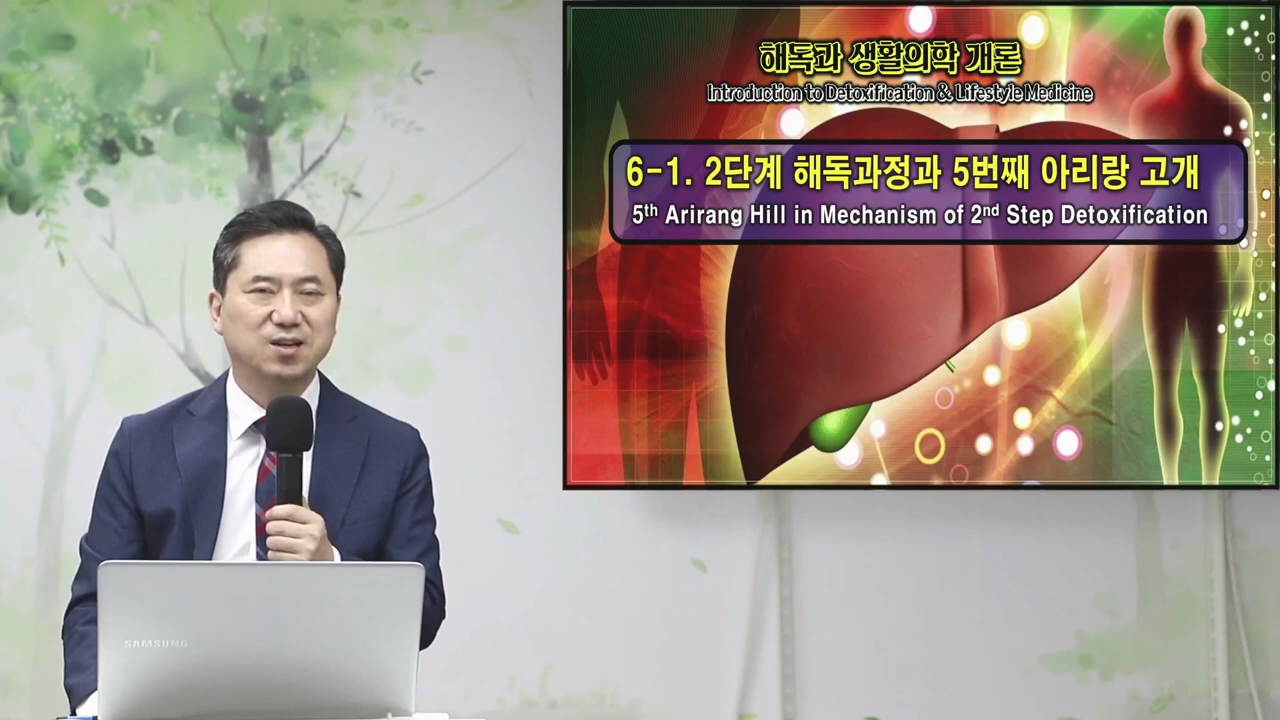 해독과 생활의학 개론
Introduction to Detoxification & Lifestyle Medicine
6-1. 2단계 해독과정과 5번째 아리랑 고개
5th Arirang Hill in Mechanism of 2nd Step Detoxification
SAMSUNG